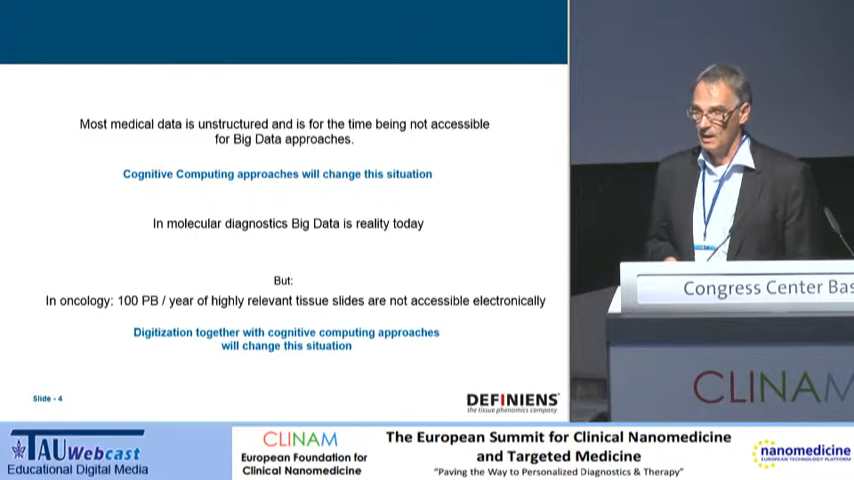 Most medical data is unstructured and is for the time being not accessible
for Big Data approaches.
Cognitive Computing approaches will change this situation
In molecular diagnostics Big Data is reality today
But:
In oncology: 100 PB / year of highly relevant tissue slides are not accessible electronically
Digitization together with cognitive computing approaches
will change this situation
Slide - 4
DEFINIENS
the tissue phenomics company
Congress Center Bas
CLINAM
TAU Webcast
Educational Digital Media
CLINAM
European Foundation for
Clinical Nanomedicine
The European Summit for Clinical Nanomedicine
and Targeted Medicine
"Paving the Way to Personalized Diagnostics & Therapy"
nanomedicine
EUROPEAN TECHNOLOGY PLATFORM